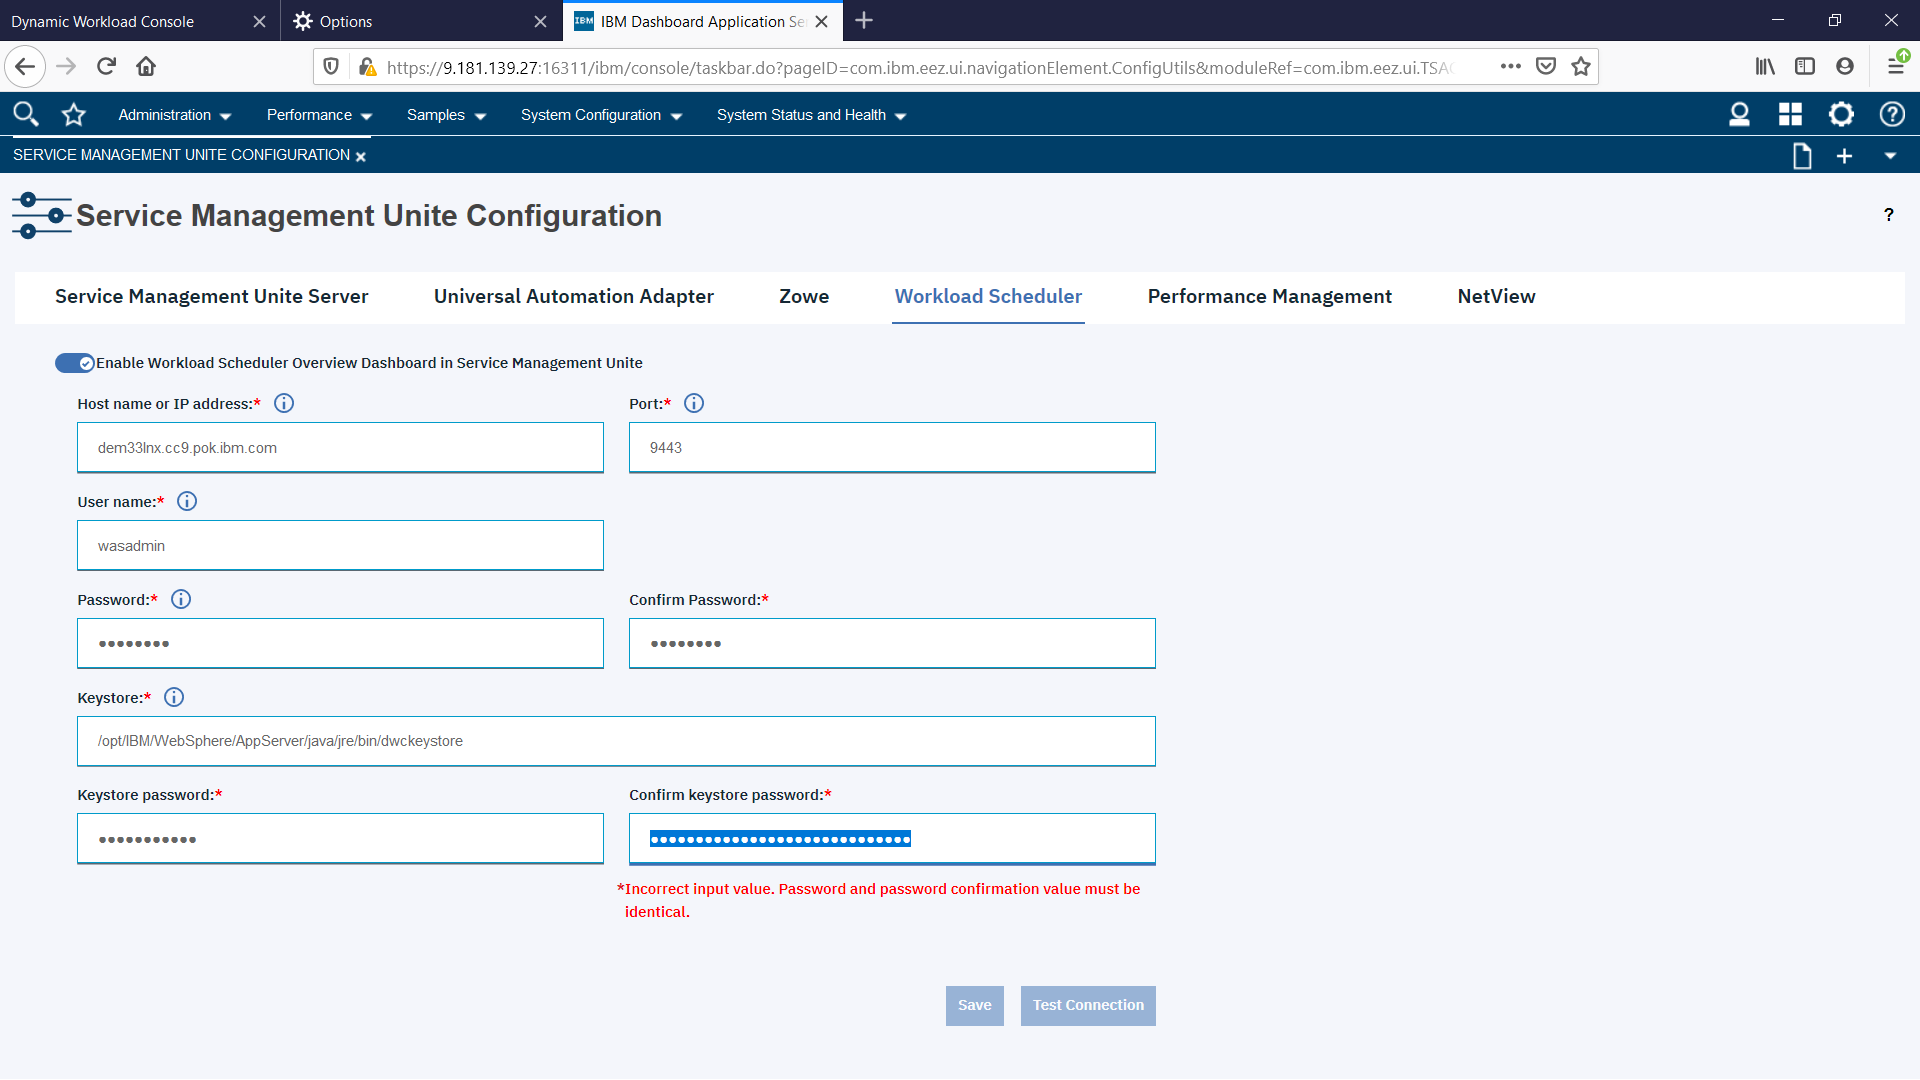 Dynamic Workload Console
Options
IBM Dashboard Application Se
https://9.181.139.27:16311/ibm/console/taskbar.do?pageID=com.ibm.eez.ui.navigationElement.ConfigUtils&moduleRef=com.ibm.eez.ui.TSA
Administration
Performance
Samples
System Configuration
System Status and Health
SERVICE MANAGEMENT UNITE CONFIGURATION
Service Management Unite Configuration
?
Service Management Unite Server
Universal Automation Adapter
Zowe
Workload Scheduler
Performance Management
NetView
Enable Workload Scheduler Overview Dashboard in Service Management Unite
Host name or IP address:*
Port:*
dem33lnx.cc9.pok.ibm.com
9443
User name:*
wasadmin
Password:*
Confirm Password:*
••••••••
••••••••
Keystore:*
/opt/IBM/WebSphere/AppServer/java/jre/bin/dwckeystore
Keystore password:*
Confirm keystore password:*
•••••••••••
•••••••••••••••••••••••••••••
*Incorrect input value. Password and password confirmation value must be
identical.
Save
Test Connection